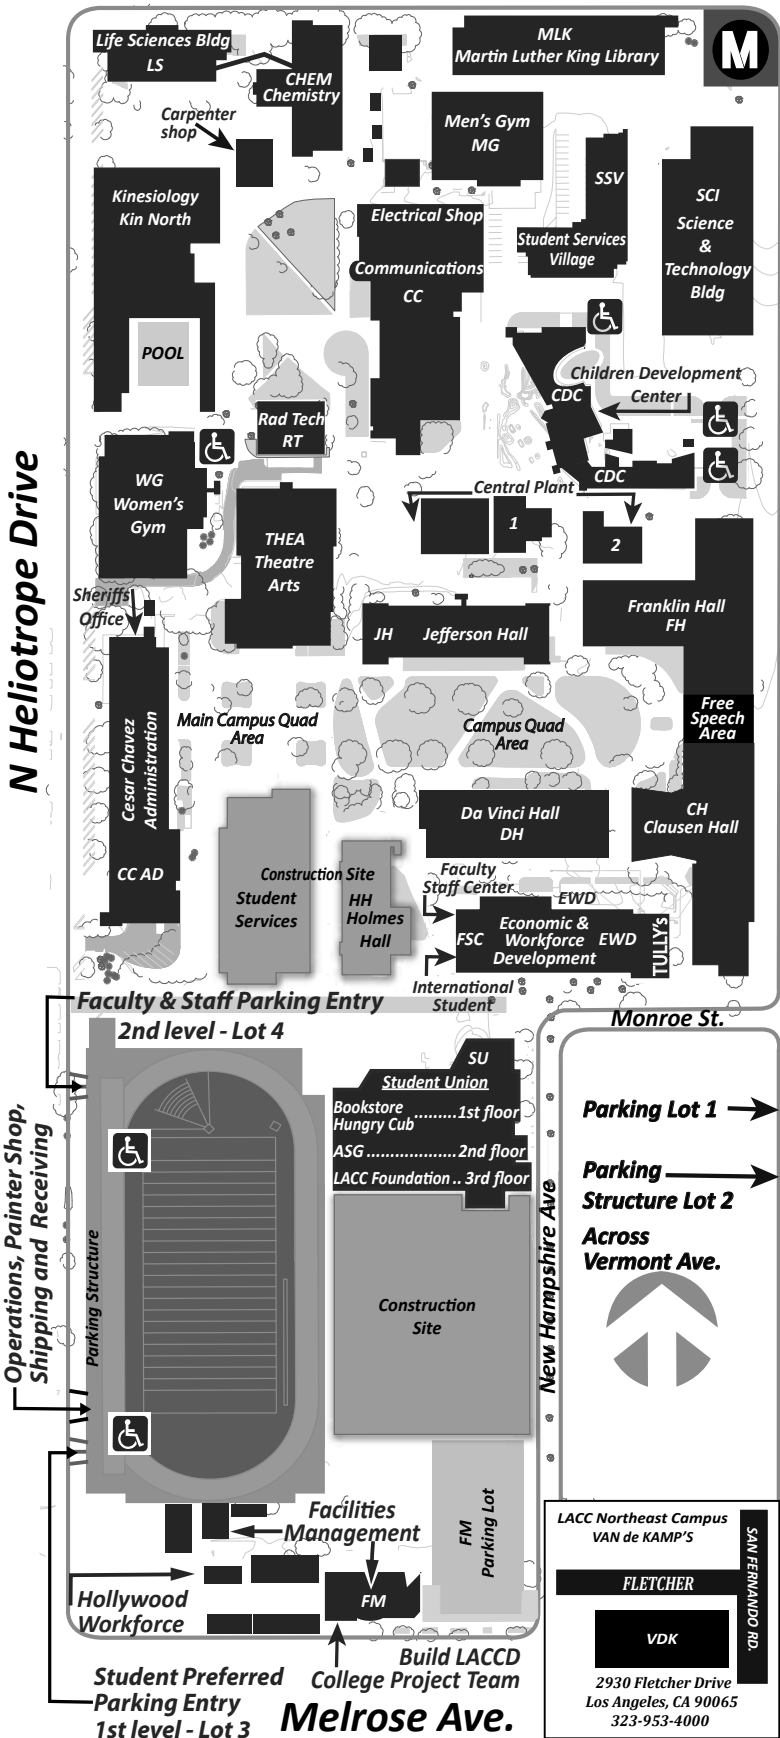 Life Sciences Bldg
LS
CHEM
Chemistry
MLK
Martin Luther King Library
M
Carpenter
shop
Men's Gym
MG
SSV
Student Services
Village
SCI
Science
&
Technology
Bldg
Kinesiology
Kin North
Electrical Shop
Communications
CC
POOL
Children Development
Center
CDC
CDC
Rad Tech
RT
WG
Women's
Gym
Central Plant
1
2
THEA
Theatre
Arts
N Heliotrope Drive
Sheriffs
Office
JH Jefferson Hall
Franklin Hall
FH
Free
Speech
Area
Main Campus Quad
Area
Campus Quad
Area
Cesar Chavez
Administration
CC AD
Da Vinci Hall
DH
CH
Clausen Hall
Construction Site
Student
Services
HH
Holmes
Hall
Faculty
Staff Center
EWD
FSC
Economic &
Workforce
Development
EWD
TULLY's
International
Student
Faculty & Staff Parking Entry
2nd level - Lot 4
Monroe St.
SU
Student Union
Bookstore
Hungry Cub .........1st floor
ASG ...................2nd floor
LACC Foundation .. 3rd floor
Parking Lot 1
Parking
Structure Lot 2
Across
Vermont Ave.
Operations, Painter Shop,
Shipping and Receiving
Parking Structure
Construction
Site
New Hampshire Ave
Facilities
Management
FM
Parking Lot
Hollywood
Workforce
FM
Build LACCD
College Project Team
Student Preferred
Parking Entry
1st level - Lot 3
Melrose Ave.
LACC Northeast Campus
VAN de KAMP'S
FLETCHER
SAN FERNANDO RD.
VDK
2930 Fletcher Drive
Los Angeles, CA 90065
323-953-4000